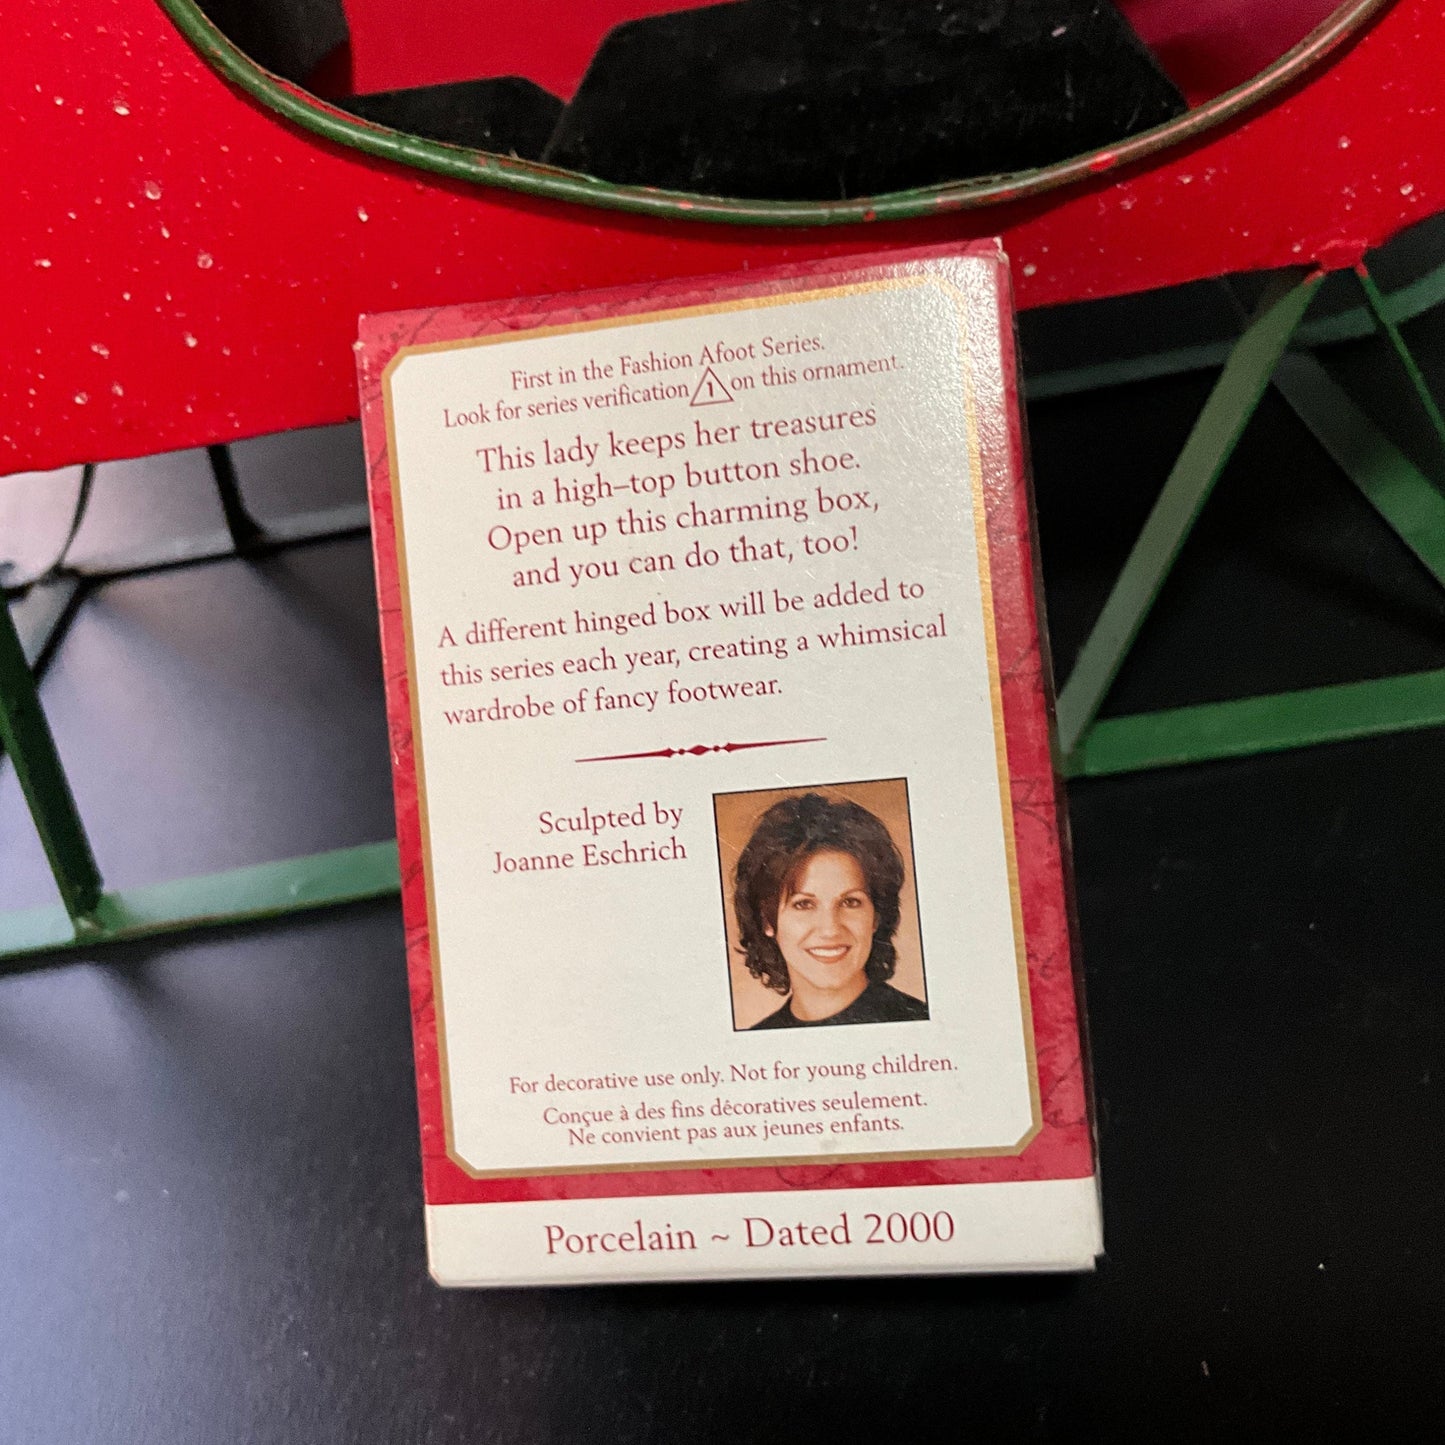 First in the Fashion Afoot Series.
Look for series verification 1 on this ornament.
This lady keeps her treasures
in a high–top button shoe.
Open up this charming box,
and you can do that, too!
A different hinged box will be added to
this series each year, creating a whimsical
wardrobe of fancy footwear.
Sculpted by
Joanne Eschrich
For decorative use only. Not for young children.
Conçue à des fins décoratives seulement.
Ne convient pas aux jeunes enfants.
Porcelain ~ Dated 2000